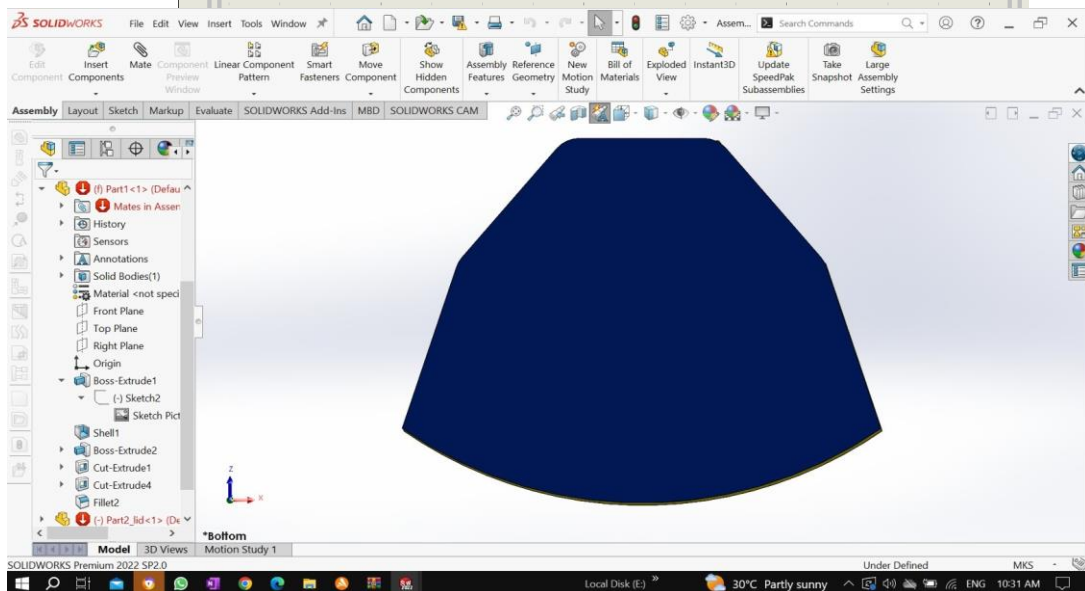 SOLIDWORKS File Edit View Insert Tools Window Assem... Search Commands
Edit Component Insert Components Mate Component Preview Window Linear Component Pattern Smart Fasteners Move Component Show Hidden Components Assembly Features Reference Geometry New Motion Study Bill of Materials Exploded View Instant3D Update SpeedPak Subassemblies Take Snapshot Large Assembly Settings
Assembly Layout Sketch Markup Evaluate SOLIDWORKS Add-Ins MBD SOLIDWORKS CAM
(f) Part1<1> (Defau
Mates in Assem
History
Sensors
Annotations
Solid Bodies(1)
Material <not speci
Front Plane
Top Plane
Right Plane
Origin
Boss-Extrude1
(-) Sketch2
Sketch Pict
Shell1
Boss-Extrude2
Cut-Extrude1
Cut-Extrude4
Fillet2
(-) Part2_lid<1> (De
Z
X
*Bottom
Model 3D Views Motion Study 1
SOLIDWORKS Premium 2022 SP2.0 Under Defined MKS -
Local Disk (E:) 30°C Partly sunny ENG 10:31 AM